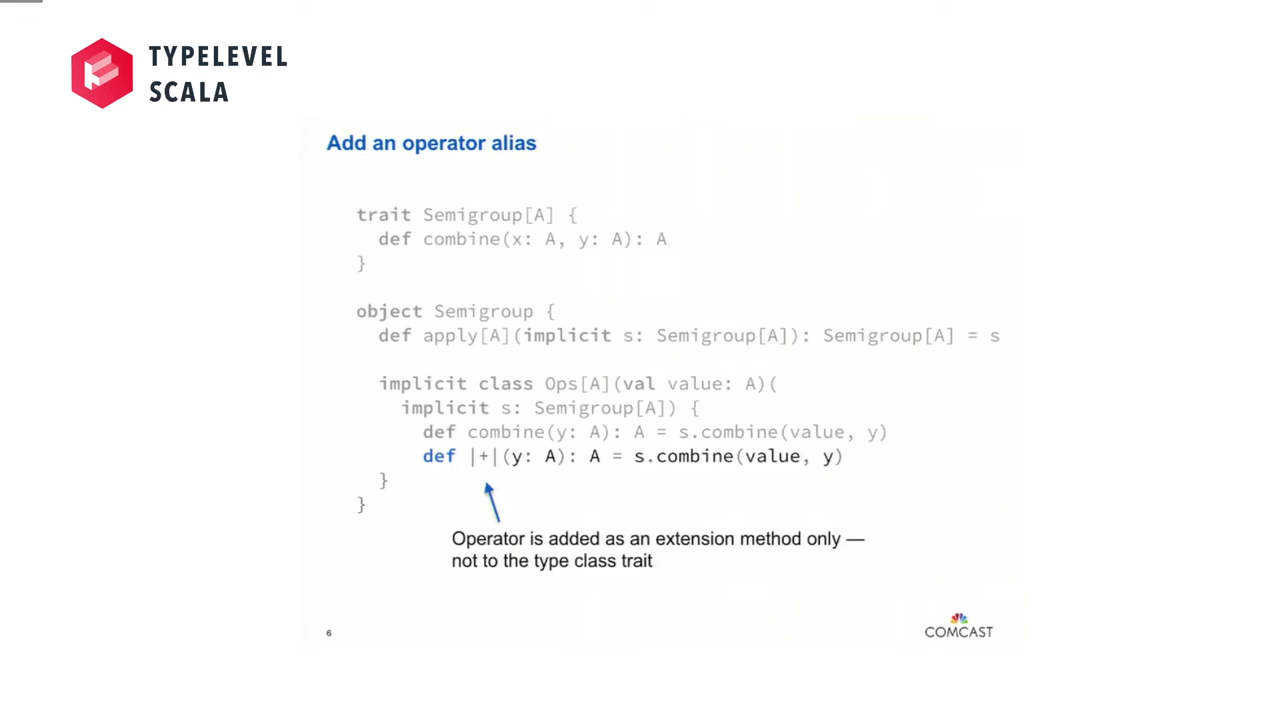 TYPELEVEL
SCALA
Add an operator alias
trait Semigroup[A] {
  def combine(x: A, y: A): A
}
object Semigroup {
  def apply[A](implicit s: Semigroup[A]): Semigroup[A] = s
  implicit class Ops[A](val value: A)(
    implicit s: Semigroup[A]) {
      def combine(y: A): A = s.combine(value, y)
      def |+|(y: A): A = s.combine(value, y)
  }
}
Operator is added as an extension method only —
not to the type class trait
6
COMCAST